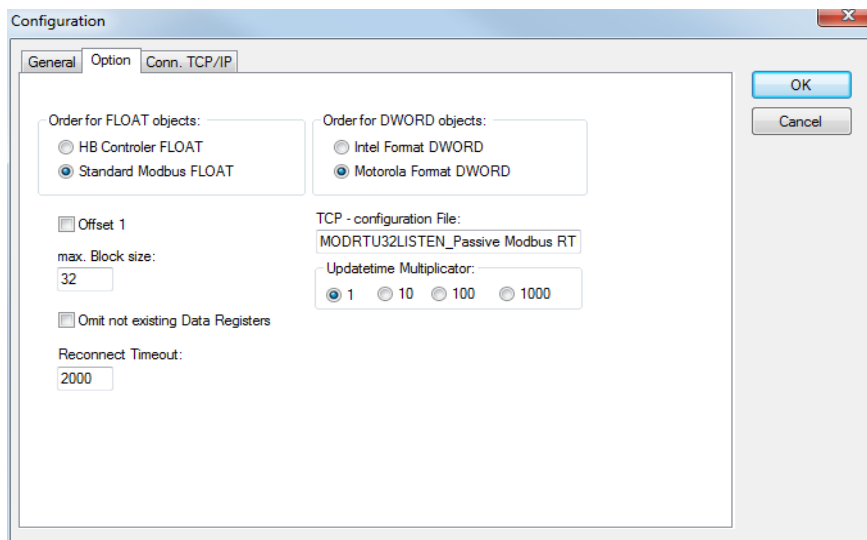 Configuration
General Option Conn. TCP/IP
OK
Cancel
Order for FLOAT objects:
HB Controler FLOAT
Standard Modbus FLOAT
Order for DWORD objects:
Intel Format DWORD
Motorola Format DWORD
Offset 1
max. Block size:
32
Omit not existing Data Registers
Reconnect Timeout:
2000
TCP - configuration File:
MODRTU32LISTEN_Passive Modbus RT
Updatetime Multiplicator:
1 10 100 1000